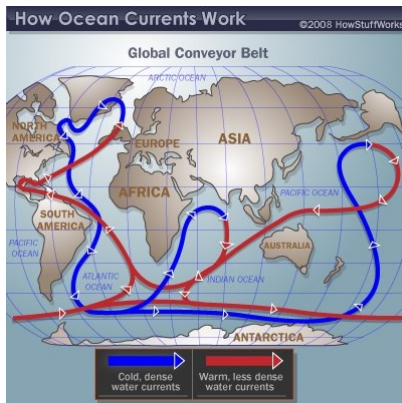 How Ocean Currents Work
©2008 HowStuffWorks
Global Conveyor Belt
ARCTIC OCEAN
NORTH
AMERICA
EUROPE
ASIA
AFRICA
PACIFIC OCEAN
SOUTH
AMERICA
PACIFIC
OCEAN
AUSTRALIA
ATLANTIC
OCEAN
INDIAN OCEAN
ANTARCTICA
Cold, dense
water currents
Warm, less dense
water currents